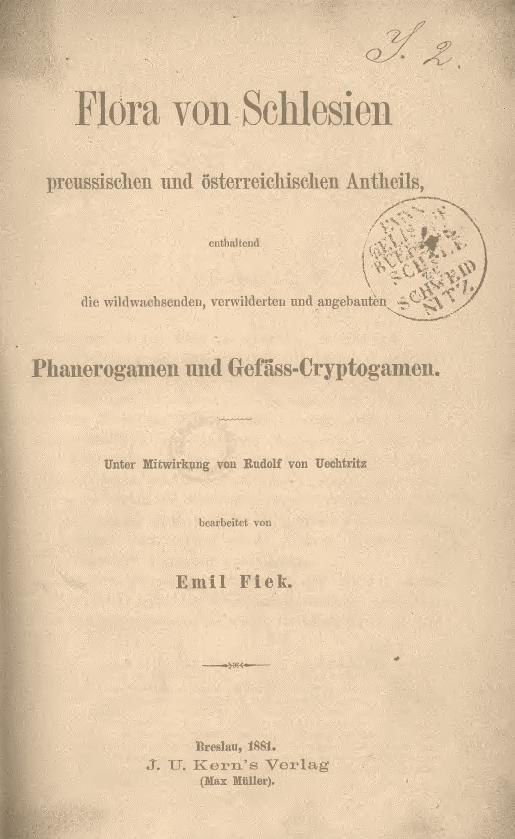 J. 2.
Flora von Schlesien
preussischen und österreichischen Antheils,
enthaltend
die wildwachsenden, verwilderten und angebauten
Phanerogamen und Gefäss-Cryptogamen.
Unter Mitwirkung von Rudolf von Uechtritz
bearbeitet von
Emil Fiek.
Breslau, 1881.
J. U. Kern's Verlag
(Max Müller).
SCHULE
SCHWEID
NITZ